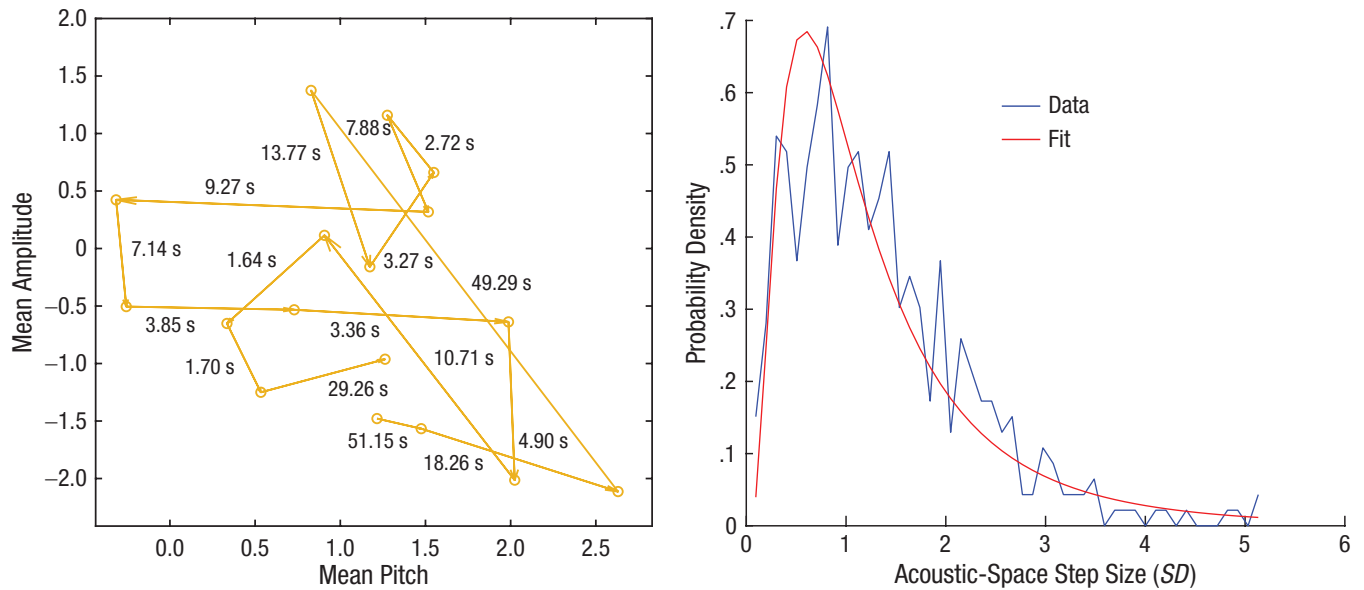 2.0
1.5
1.0
0.5
0
−0.5
−1.0
−1.5
−2.0
Mean Amplitude
7.88 s
2.72 s
13.77 s
9.27 s
7.14 s
1.64 s
3.27 s
49.29 s
3.85 s
3.36 s
10.71 s
1.70 s
29.26 s
51.15 s
4.90 s
18.26 s
0.0 0.5 1.0 1.5 2.0 2.5
Mean Pitch
.7
.6
.5
.4
.3
.2
.1
0
Probability Density
Data
Fit
0 1 2 3 4 5 6
Acoustic-Space Step Size (SD)